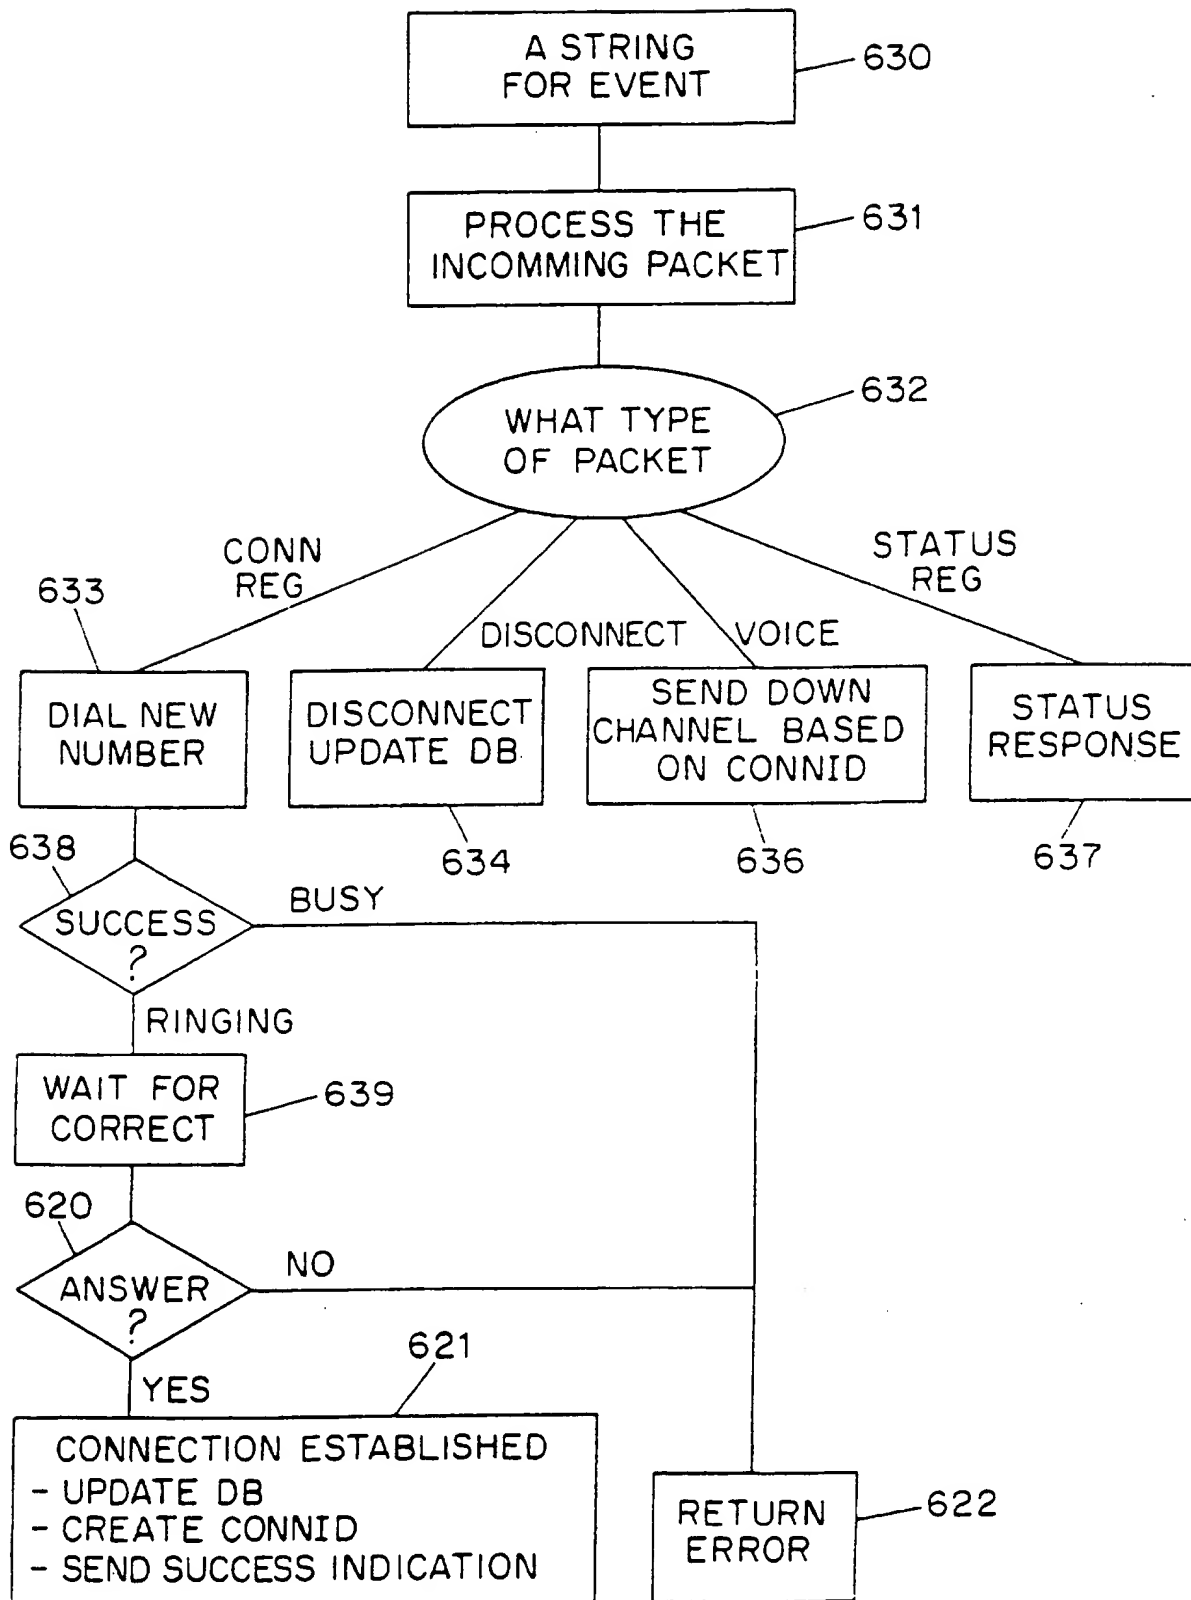 A STRING
FOR EVENT
630
PROCESS THE
INCOMMING PACKET
631
WHAT TYPE
OF PACKET
632
CONN
REG
STATUS
REG
DISCONNECT
VOICE
633
DIAL NEW
NUMBER
DISCONNECT
UPDATE DB
634
SEND DOWN
CHANNEL BASED
ON CONNID
636
STATUS
RESPONSE
637
638
SUCCESS
?
BUSY
RINGING
WAIT FOR
CORRECT
639
620
ANSWER
?
NO
YES
621
CONNECTION ESTABLISHED
- UPDATE DB
- CREATE CONNID
- SEND SUCCESS INDICATION
RETURN
ERROR
622